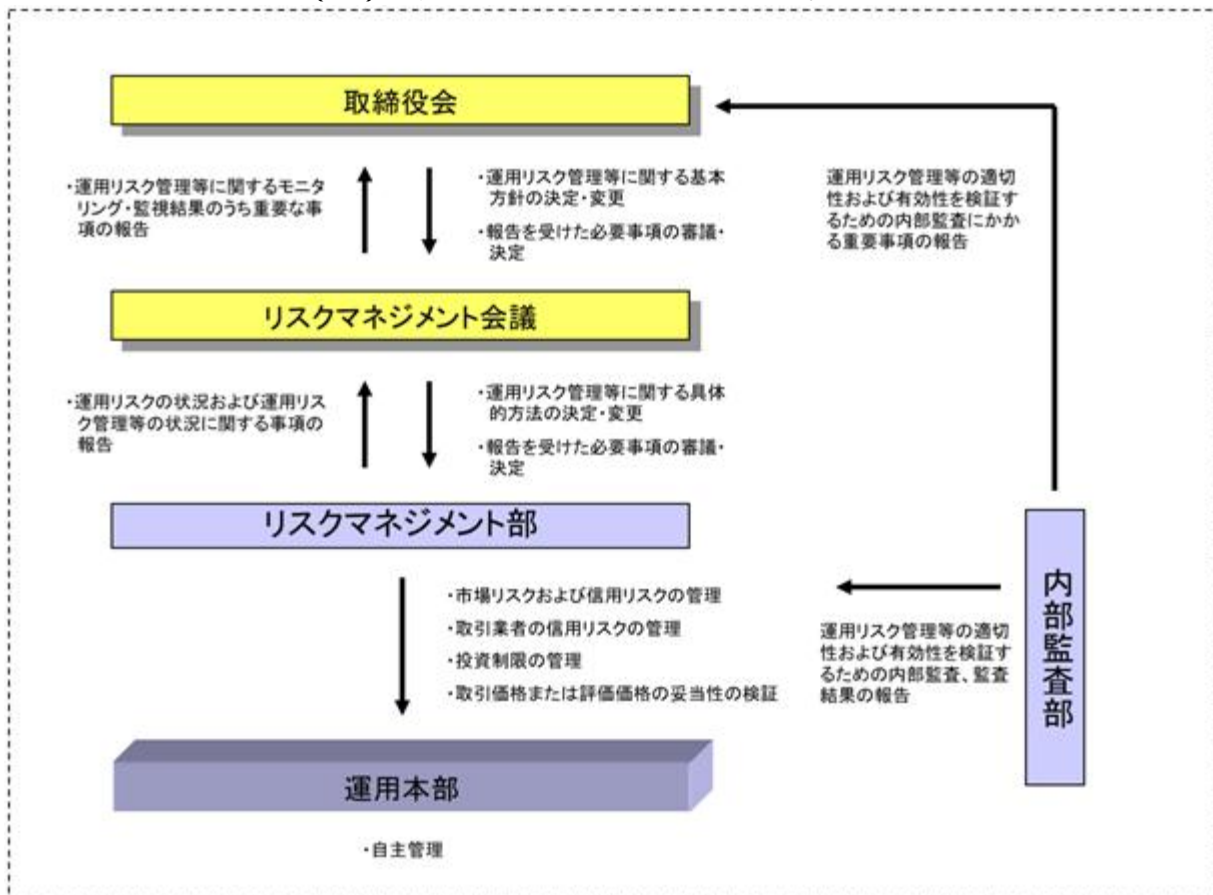 取締役会
・運用リスク管理等に関するモニ
タリング・監視結果のうち重要な事
項の報告
・運用リスク管理等に関する基本
方針の決定・変更
・報告を受けた必要事項の審議・
決定
運用リスク管理等の適切
性および有効性を検証す
るための内部監査にかか
る重要事項の報告
リスクマネジメント会議
・運用リスクの状況および運用リス
ク管理等の状況に関する事項の
報告
・運用リスク管理等に関する具体
的方法の決定・変更
・報告を受けた必要事項の審議・
決定
リスクマネジメント部
・市場リスクおよび信用リスクの管理
・取引業者の信用リスクの管理
・投資制限の管理
・取引価格または評価価格の妥当性の検証
運用リスク管理等の適切
性および有効性を検証す
るための内部監査、監査
結果の報告
内部監査部
運用本部
・自主管理